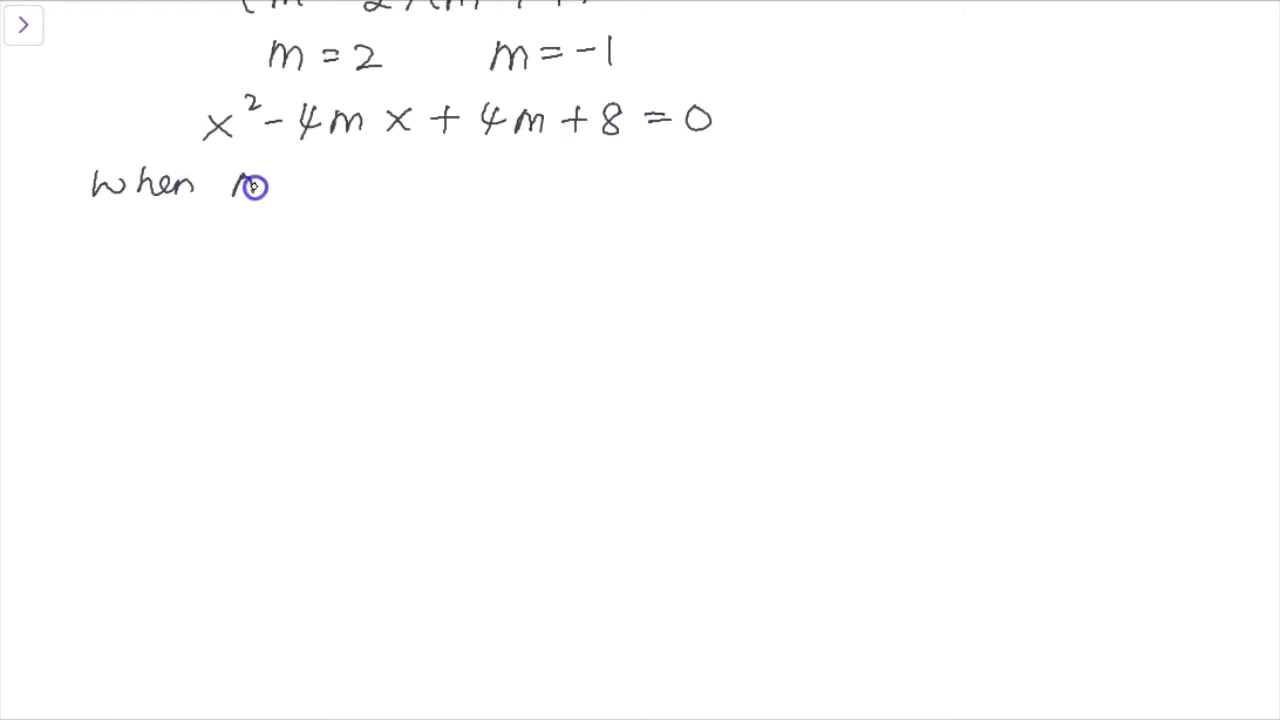 m = 2 m = -1
x² - 4m x + 4m + 8 = 0
when